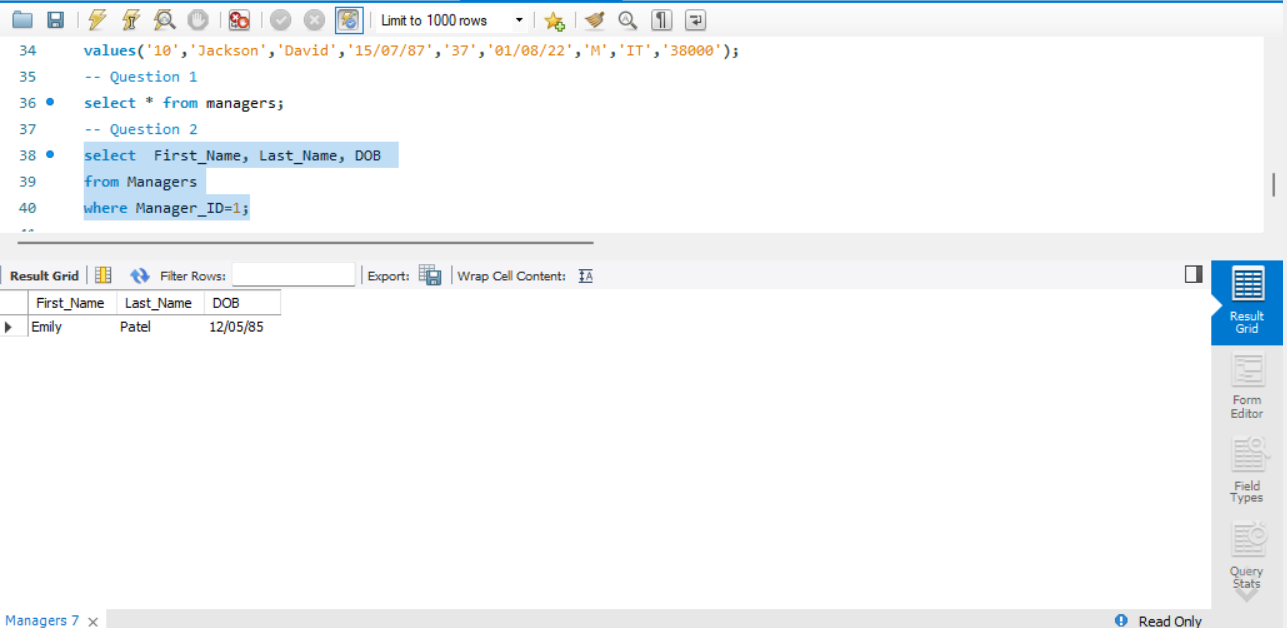 Limit to 1000 rows
34 values('10','Jackson','David','15/07/87','37','01/08/22','M','IT','38000');
35 -- Question 1
36 select * from managers;
37 -- Question 2
38 select  First_Name, Last_Name, DOB
39 from Managers
40 where Manager_ID=1;
Result Grid Filter Rows: Export: Wrap Cell Content: IA
First_Name Last_Name DOB
Emily Patel 12/05/85
Result
Grid
Form
Editor
Field
Types
Query
Stats
Managers 7 Read Only